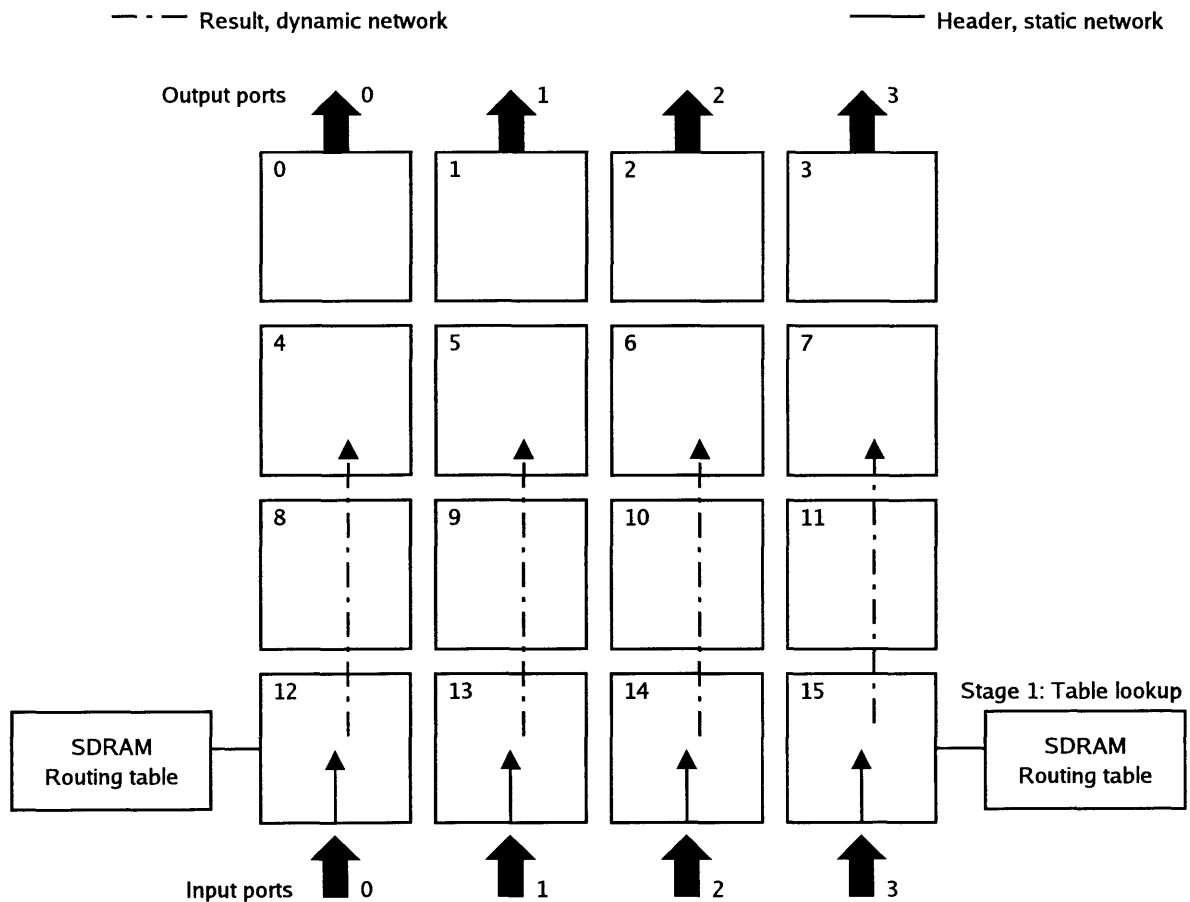 Result, dynamic network
Header, static network
Output ports 0 1 2 3
0 1 2 3
4 5 6 7
8 9 10 11
12 13 14 15
Stage 1: Table lookup
SDRAM
Routing table
SDRAM
Routing table
Input ports 0 1 2 3